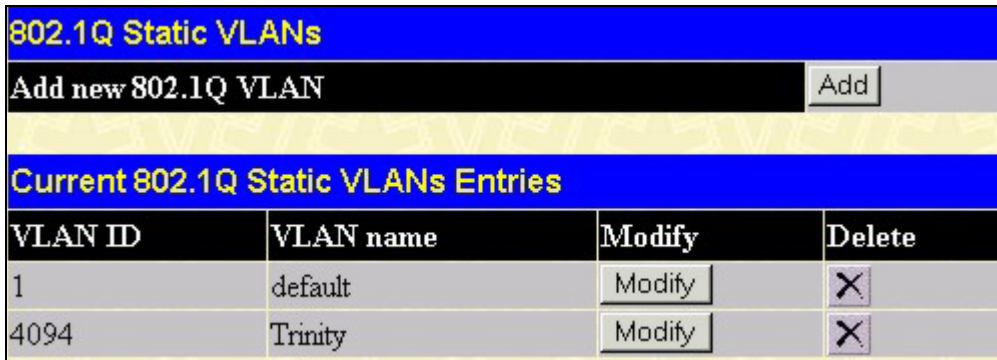 802.1Q Static VLANs
Add new 802.1Q VLAN Add
Current 802.1Q Static VLANs Entries
VLAN ID VLAN name Modify Delete
1 default Modify X
4094 Trinity Modify X